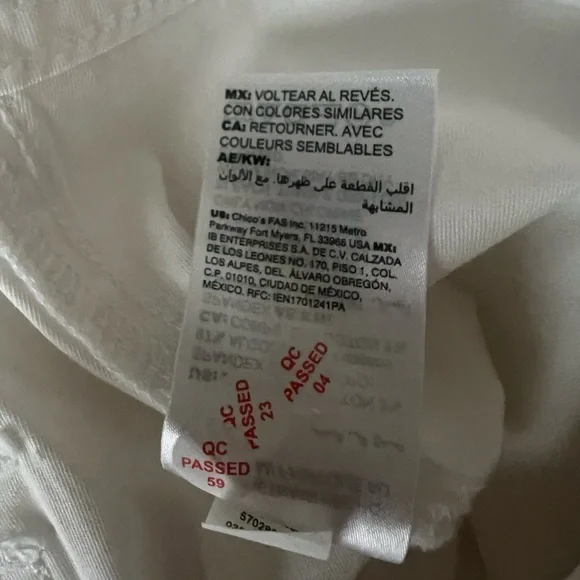 MX: VOLTEAR AL REVÉS.
CON COLORES SIMILARES
CA: RETOURNER. AVEC
COULEURS SEMBLABLES
AE/KW:
اقلب القطعة على ظهرها. مع الألوان
المشابهة
US: Chico's FAS Inc. 11215 Metro
Parkway Fort Myers, FL 33966 USA MX:
IB ENTERPRISES S.A. DE C.V. CALZADA
DE LOS LEONES NO. 170, PISO 1, COL.
LOS ALPES, DEL. ÁLVARO OBREGÓN,
C.P. 01010, CIUDAD DE MÉXICO,
MÉXICO. RFC: IEN1701241PA
QC
PASSED
04
QC
PASSED
23
QC
PASSED
59